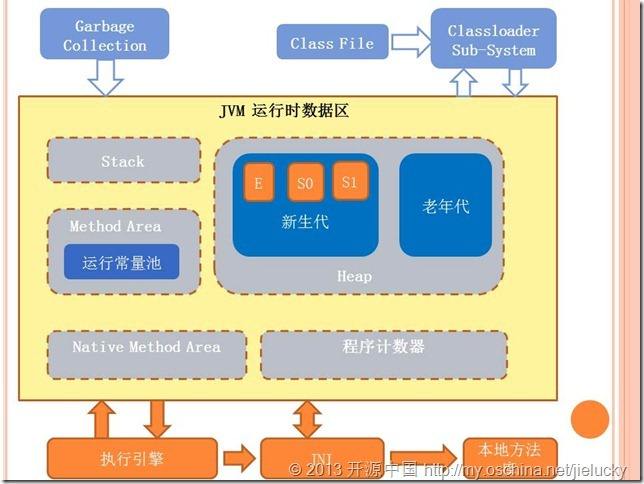 Garbage
Collection
Class File
Classloader
Sub-System
JVM 运行时数据区
Stack
E
S0
S1
新生代
老年代
Heap
Method Area
运行常量池
Native Method Area
程序计数器
执行引擎
JNI
本地方法
© 2013 开源中国 http://my.oschina.net/jielucky